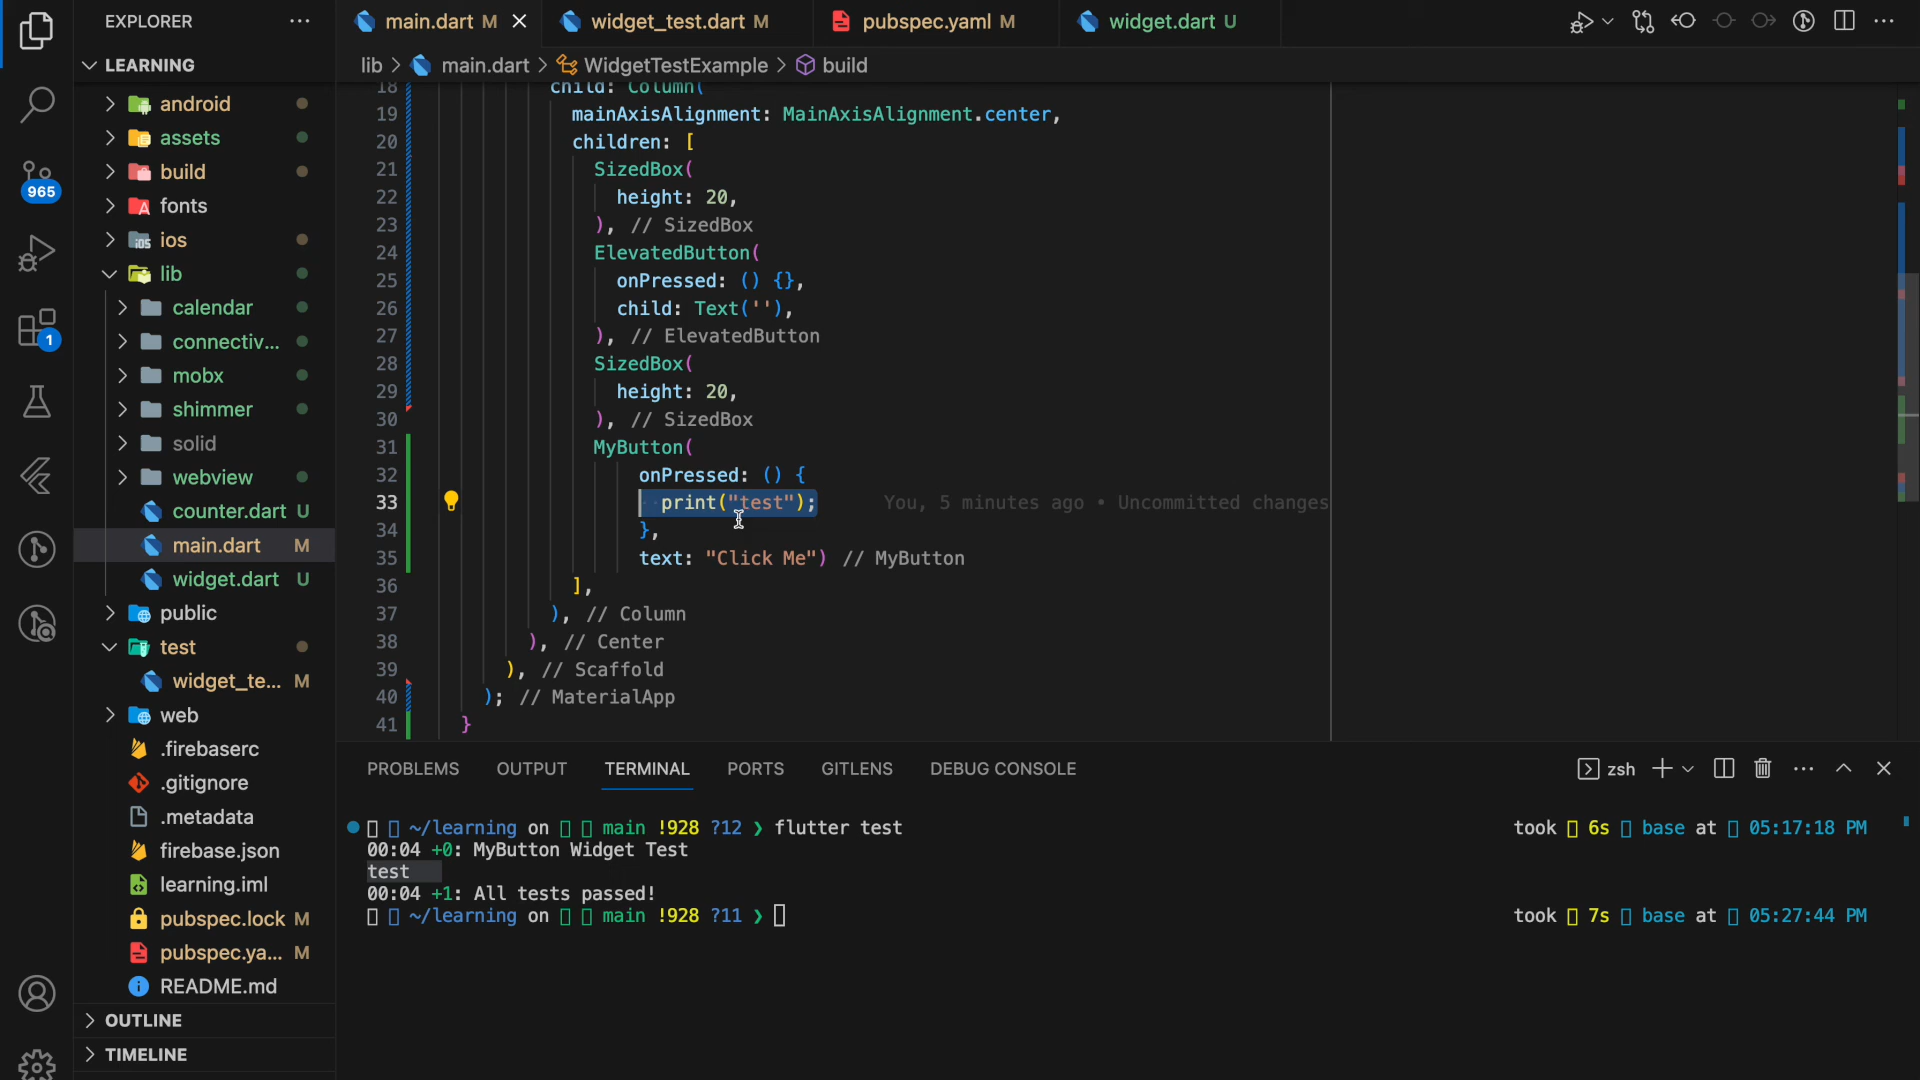 EXPLORER
LEARNING
android
assets
build
fonts
ios
lib
calendar
connectiv...
mobx
shimmer
solid
webview
counter.dart U
main.dart M
widget.dart U
public
test
widget_te... M
web
.firebaserc
.gitignore
.metadata
firebase.json
learning.iml
pubspec.lock M
pubspec.ya... M
README.md
OUTLINE
TIMELINE
965
1
main.dart M
widget_test.dart M
pubspec.yaml M
widget.dart U
lib > main.dart > WidgetTestExample > build
18 child: Column(
19 mainAxisAlignment: MainAxisAlignment.center,
20 children: [
21 SizedBox(
22 height: 20,
23 ), // SizedBox
24 ElevatedButton(
25 onPressed: () {},
26 child: Text(''),
27 ), // ElevatedButton
28 SizedBox(
29 height: 20,
30 ), // SizedBox
31 MyButton(
32 onPressed: () {
33 print("test"); You, 5 minutes ago • Uncommitted changes
34 },
35 text: "Click Me") // MyButton
36 ],
37 ), // Column
38 ), // Center
39 ), // Scaffold
40 ); // MaterialApp
41 }
PROBLEMS OUTPUT TERMINAL PORTS GITLENS DEBUG CONSOLE
zsh
~/learning on main !928 ?12 ❯ flutter test took 6s base at 05:17:18 PM
00:04 +0: MyButton Widget Test
test
00:04 +1: All tests passed!
~/learning on main !928 ?11 ❯ took 7s base at 05:27:44 PM